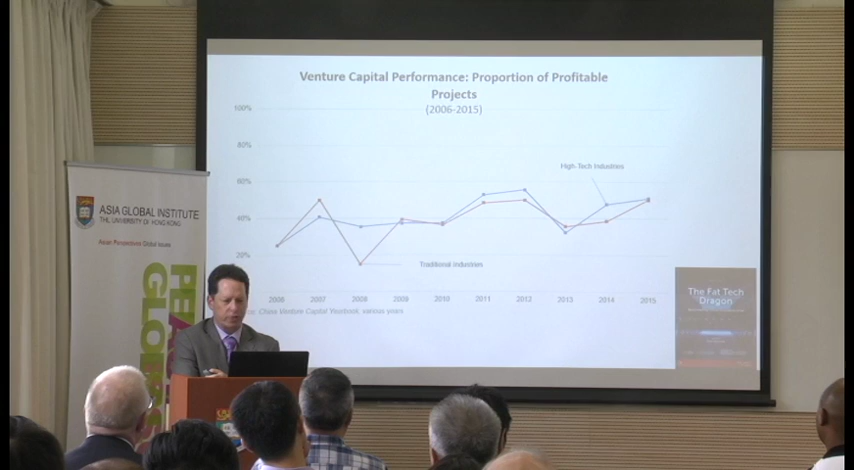 Venture Capital Performance: Proportion of Profitable
Projects
(2006-2015)
100%
80%
60%
40%
20%
High-Tech Industries
Traditional Industries
2006 2007 2008 2009 2010 2011 2012 2013 2014 2015
China Venture Capital Yearbook, various years
The Fat Tech
Dragon
ASIA GLOBAL INSTITUTE
THE UNIVERSITY OF HONG KONG
Asian Perspectives Global Issues